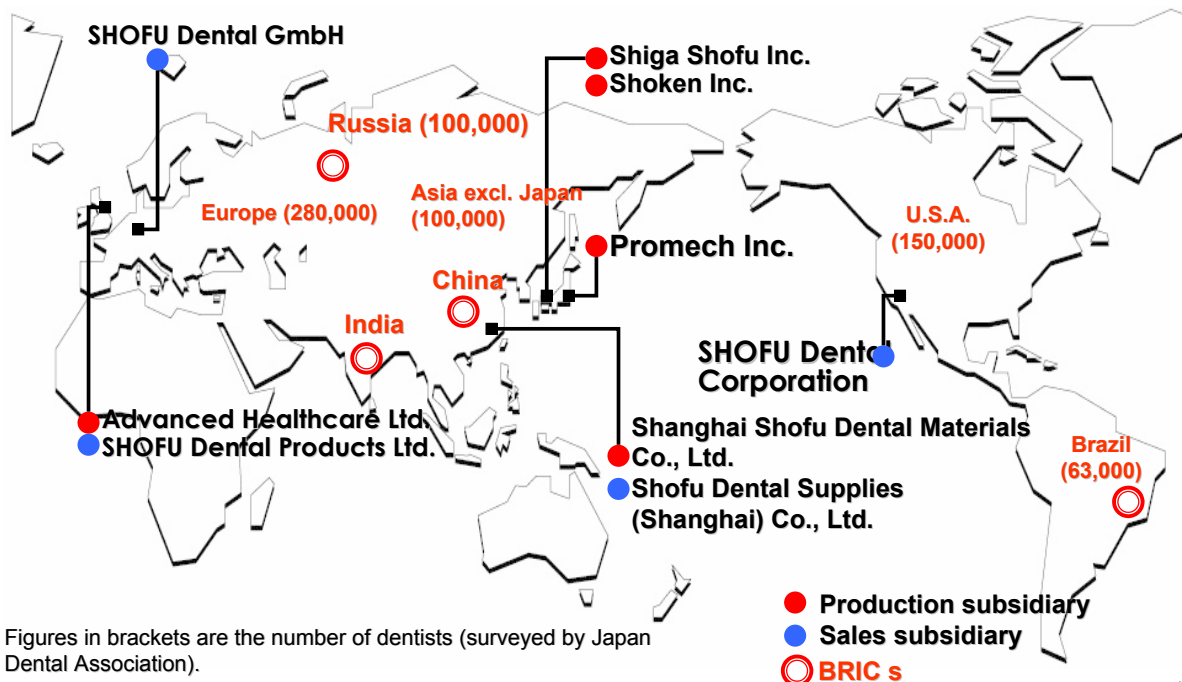 SHOFU Dental GmbH
Shiga Shofu Inc.
Shoken Inc.
Russia (100,000)
Europe (280,000)
Asia excl. Japan
(100,000)
U.S.A.
(150,000)
Promech Inc.
China
India
SHOFU Dental
Corporation
Advanced Healthcare Ltd.
SHOFU Dental Products Ltd.
Shanghai Shofu Dental Materials
Co., Ltd.
Shofu Dental Supplies
(Shanghai) Co., Ltd.
Brazil
(63,000)
Production subsidiary
Sales subsidiary
BRIC s
Figures in brackets are the number of dentists (surveyed by Japan
Dental Association).